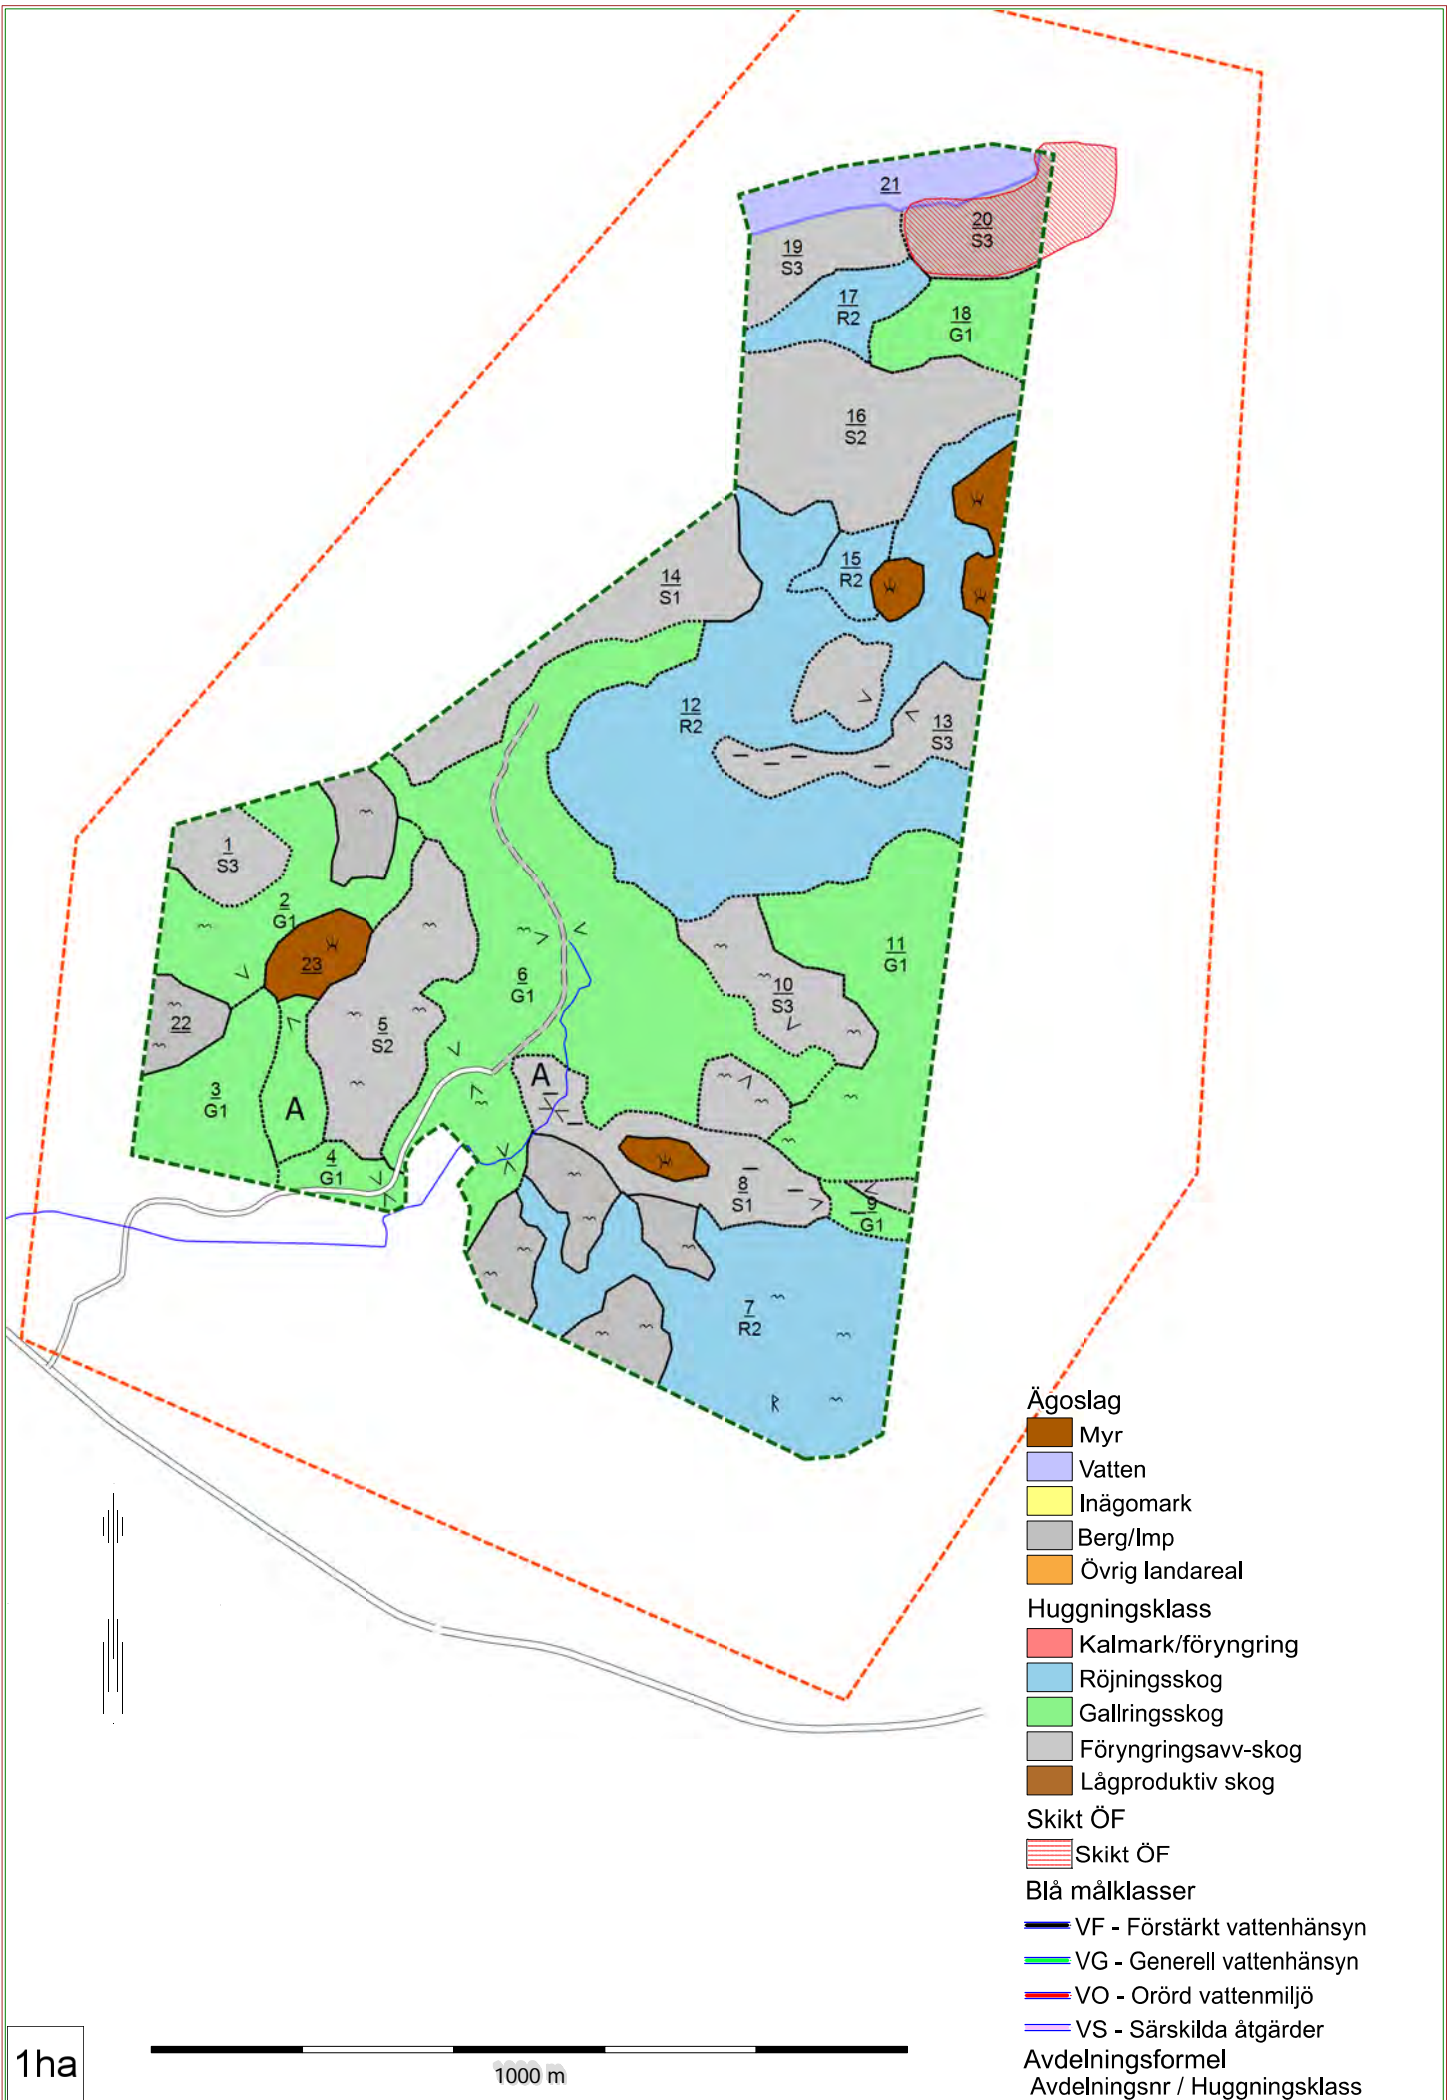 21
20
S3
19
S3
17
R2
18
G1
16
S2
15
R2
14
S1
12
R2
13
S3
1
S3
2
G1
23
11
G1
6
G1
10
S3
22
5
S2
3
G1
A
A
4
G1
8
S1
9
G1
7
R2
R
Ägoslag
Myr
Vatten
Inägomark
Berg/Imp
Övrig landareal
Huggningsklass
Kalmark/föryngring
Röjningsskog
Gallringsskog
Föryngringsavv-skog
Lågproduktiv skog
Skikt ÖF
Skikt ÖF
Blå målklasser
VF - Förstärkt vattenhänsyn
VG - Generell vattenhänsyn
VO - Orörd vattenmiljö
VS - Särskilda åtgärder
Avdelningsformel
Avdelningsnr / Huggningsklass
1ha
1000 m